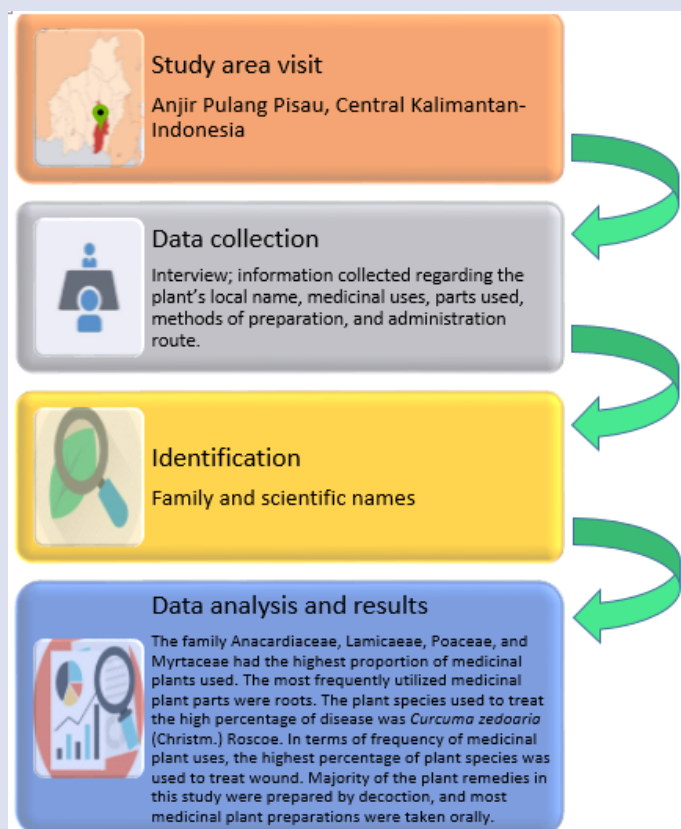 Study area visit
Anjir Pulang Pisau, Central Kalimantan-
Indonesia
Data collection
Interview; information collected regarding the
plant's local name, medicinal uses, parts used,
methods of preparation, and administration
route.
Identification
Family and scientific names
Data analysis and results
The family Anacardiaceae, Lamicaeae, Poaceae, and
Myrtaceae had the highest proportion of medicinal
plants used. The most frequently utilized medicinal
plant parts were roots. The plant species used to treat
the high percentage of disease was Curcuma zedoaria
(Christm.) Roscoe. In terms of frequency of medicinal
plant uses, the highest percentage of plant species was
used to treat wound. Majority of the plant remedies in
this study were prepared by decoction, and most
medicinal plant preparations were taken orally.